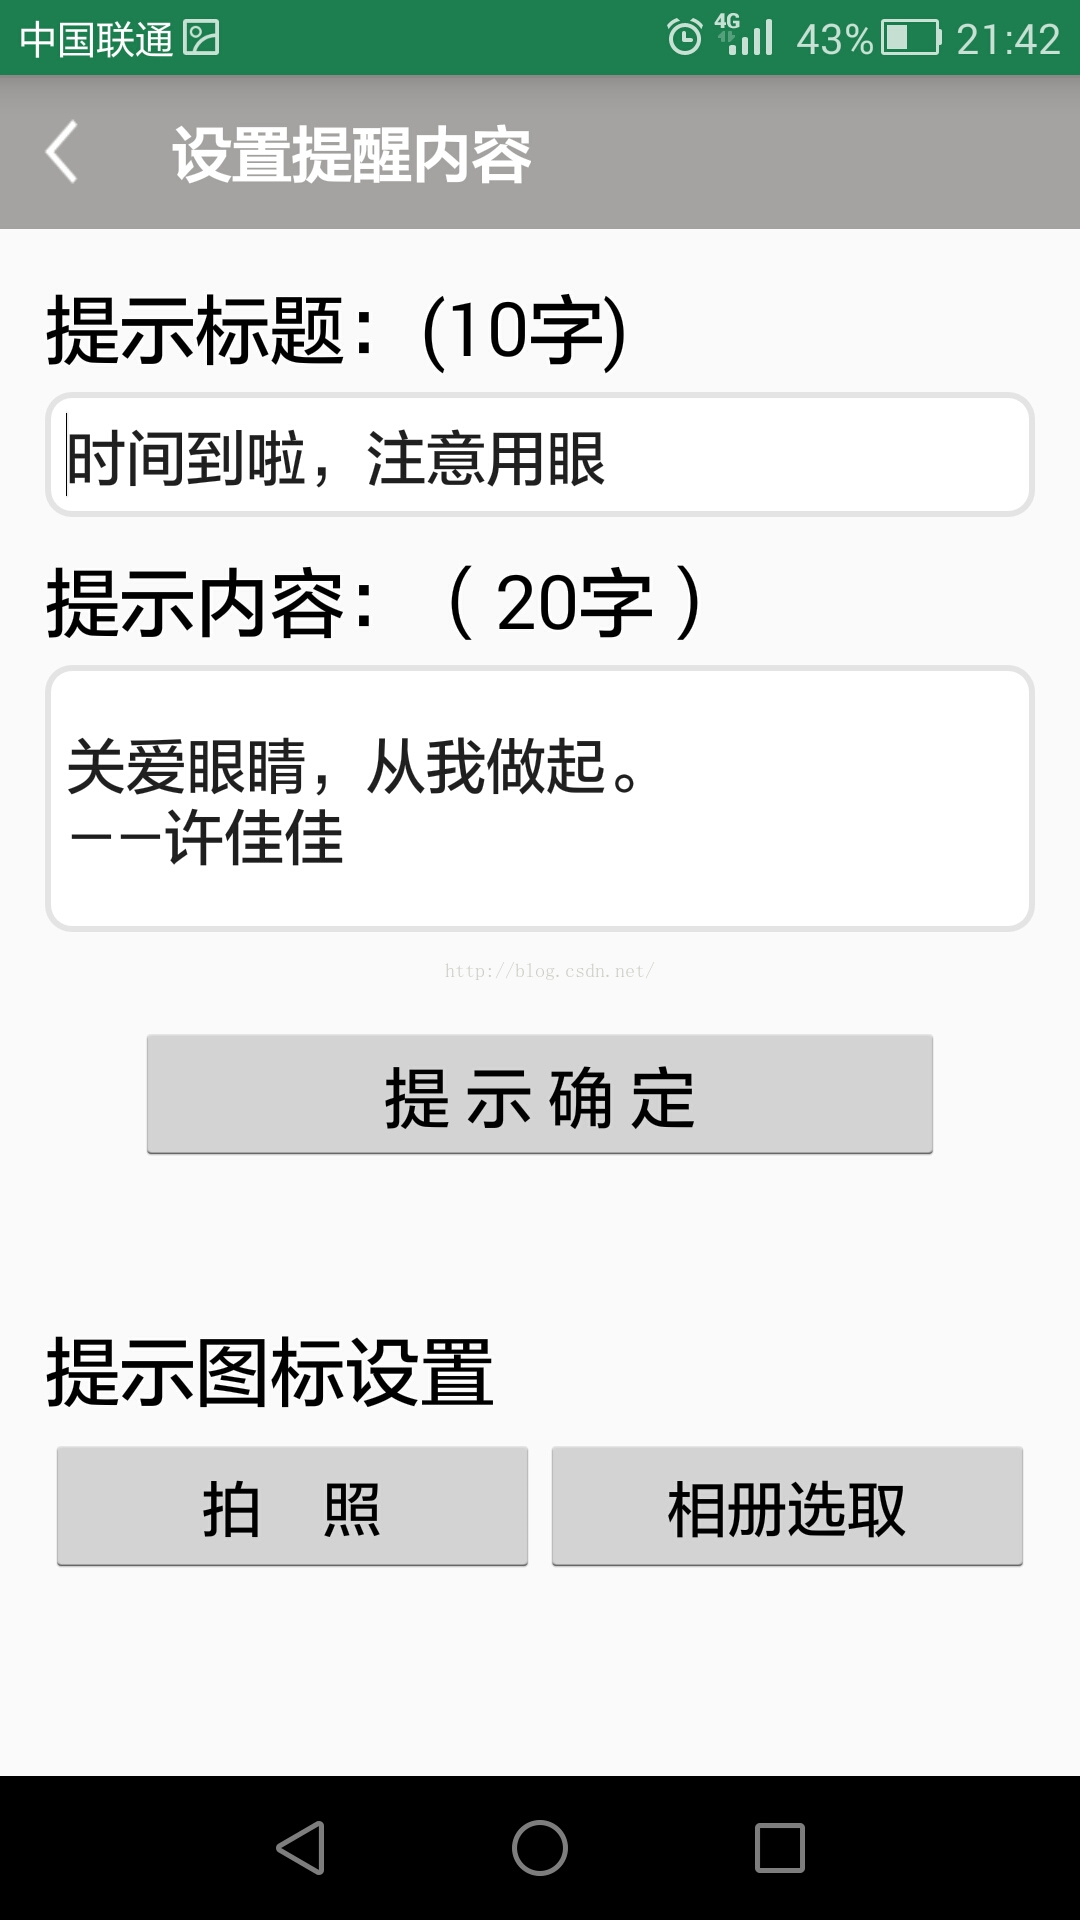 中国联通 4G 43% 21:42
设置提醒内容
提示标题：(10字)
时间到啦，注意用眼
提示内容：（ 20字 ）
关爱眼睛，从我做起。
——许佳佳
http://blog.csdn.net/
提 示 确 定
提示图标设置
拍　照 相册选取